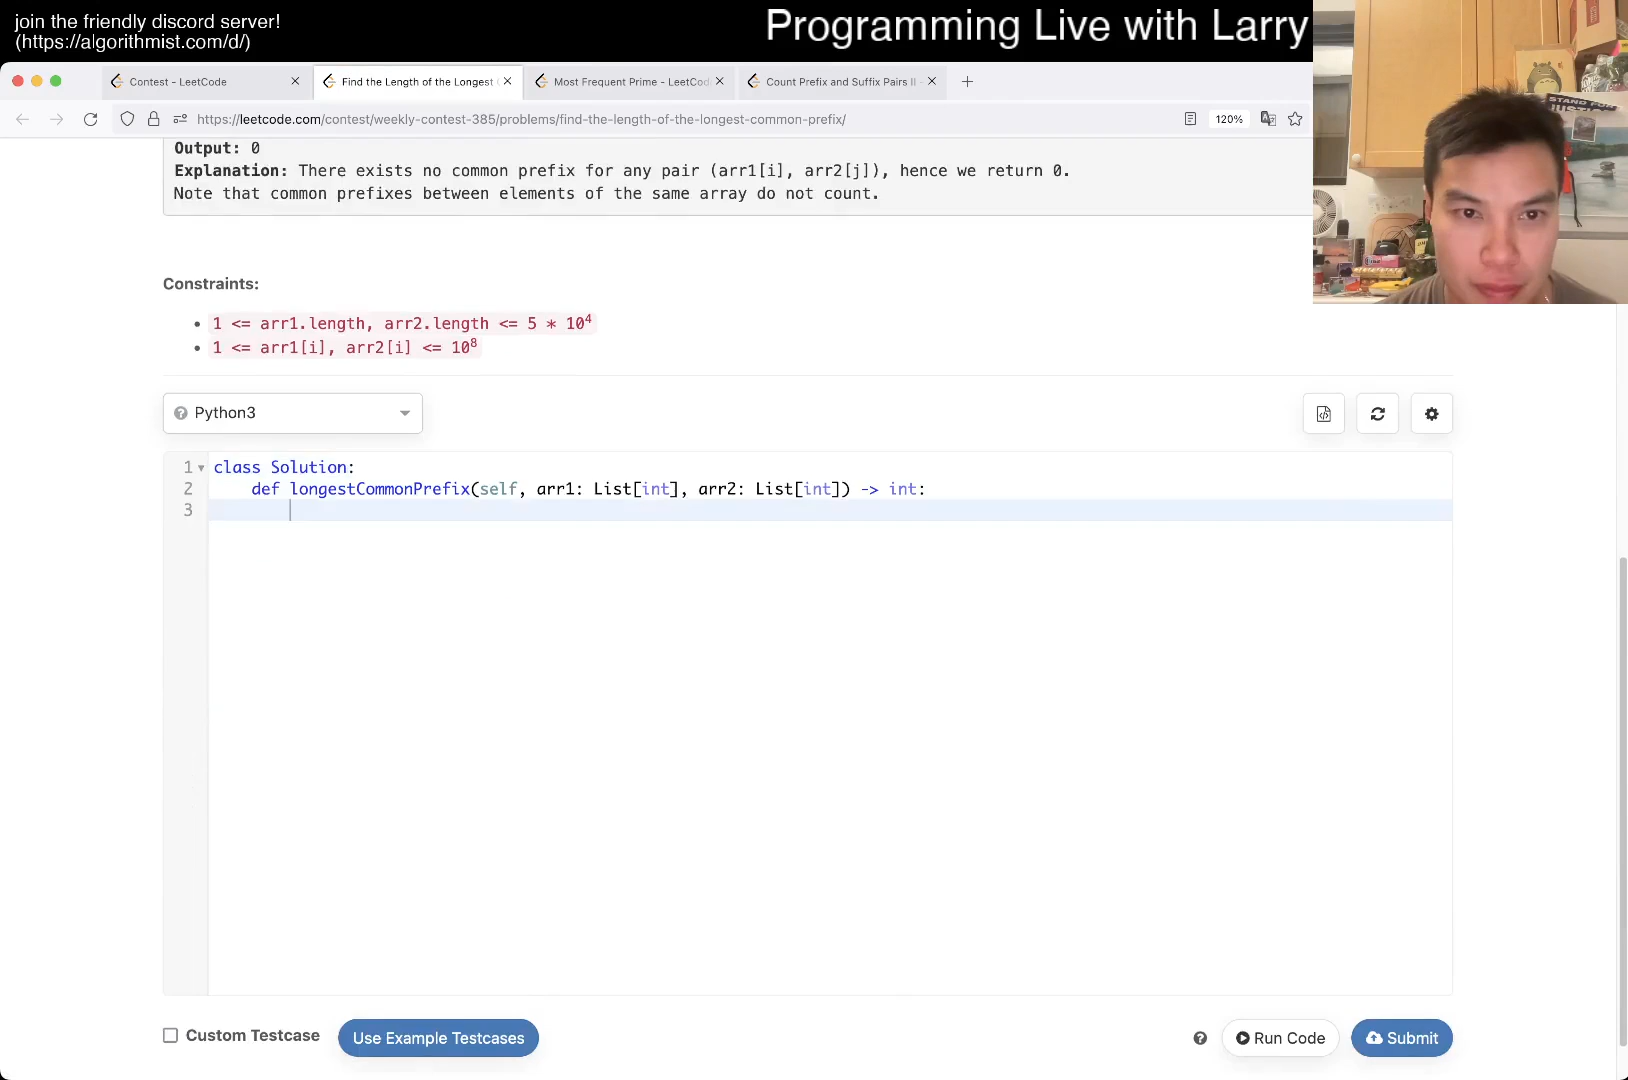 join the friendly discord server!
(https://algorithmist.com/d/)
Programming Live with Larry
Contest - LeetCode
Find the Length of the Longest
Most Frequent Prime - LeetCod
Count Prefix and Suffix Pairs II -
https://leetcode.com/contest/weekly-contest-385/problems/find-the-length-of-the-longest-common-prefix/
120%
STAND FOR
JUSTICE
Output: 0
Explanation: There exists no common prefix for any pair (arr1[i], arr2[j]), hence we return 0.
Note that common prefixes between elements of the same array do not count.
Constraints:
1 <= arr1.length, arr2.length <= 5 * 10⁴
1 <= arr1[i], arr2[i] <= 10⁸
Python3
1 class Solution:
2 def longestCommonPrefix(self, arr1: List[int], arr2: List[int]) -> int:
3
Custom Testcase
Use Example Testcases
Run Code
Submit